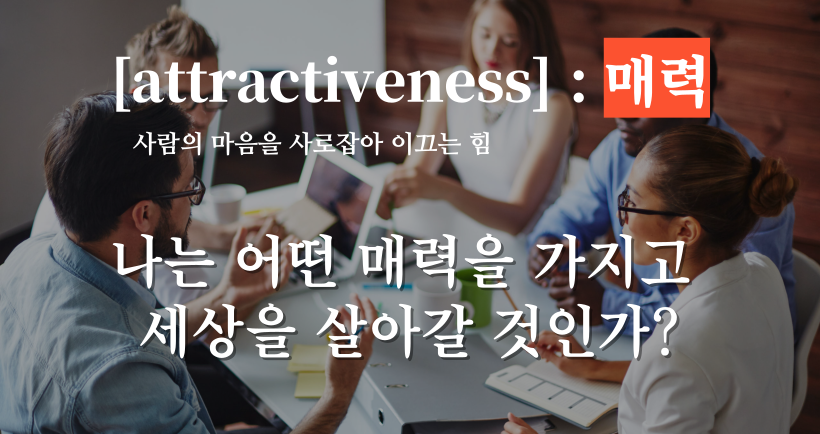 [attractiveness] : 매력
사람의 마음을 사로잡아 이끄는 힘
나는 어떤 매력을 가지고
세상을 살아갈 것인가?